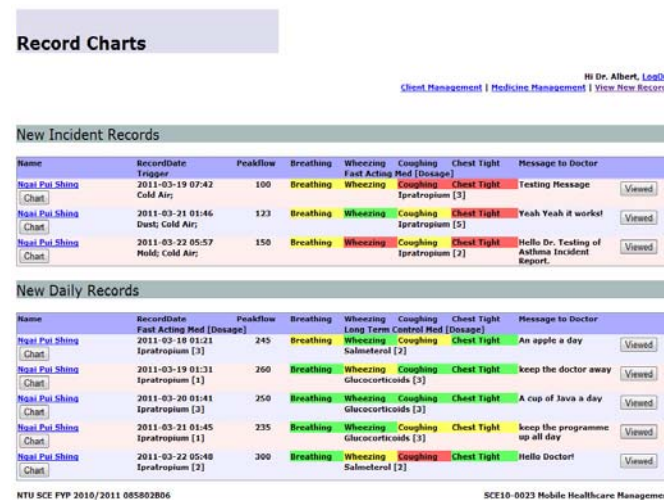 Record Charts
Hi Dr. Albert,
Client Management | Medicine Management | View New
New Incident Records
Name RecordDate Peakflow Breathing Wheezing Coughing Chest Tight Message to Doctor
Trigger Fast Acting Med [Dosage]
Ngai Pui Shing 2011-03-19 07:42 100 Breathing Wheezing Coughing Chest Tight Testing Message Viewed
Chart Cold Air; Ipratropium [3]
Ngai Pui Shing 2011-03-21 01:46 123 Breathing Wheezing Coughing Chest Tight Yeah Yeah it works! Viewed
Chart Dust; Cold Air; Ipratropium [5]
Ngai Pui Shing 2011-03-22 05:57 150 Breathing Wheezing Coughing Chest Tight Hello Dr. Testing of Viewed
Chart Mold; Cold Air; Ipratropium [2] Asthma Incident
Report.
New Daily Records
Name RecordDate Peakflow Breathing Wheezing Coughing Chest Tight Message to Doctor
Fast Acting Med [Dosage] Long Term Control Med [Dosage]
Ngai Pui Shing 2011-03-18 01:21 245 Breathing Wheezing Coughing Chest Tight An apple a day Viewed
Chart Ipratropium [3] Salmeterol [2]
Ngai Pui Shing 2011-03-19 01:31 260 Breathing Wheezing Coughing Chest Tight keep the doctor away Viewed
Chart Ipratropium [1] Glucocorticoids [3]
Ngai Pui Shing 2011-03-20 01:41 250 Breathing Wheezing Coughing Chest Tight A cup of Java a day Viewed
Chart Ipratropium [3] Glucocorticoids [3]
Ngai Pui Shing 2011-03-21 01:45 235 Breathing Wheezing Coughing Chest Tight keep the programme Viewed
Chart Ipratropium [1] Glucocorticoids [3] up all day
Ngai Pui Shing 2011-03-22 05:48 300 Breathing Wheezing Coughing Chest Tight Hello Doctor! Viewed
Chart Ipratropium [2] Salmeterol [2]
NTU SCE FYP 2010/2011 085802B06 SCE10-0023 Mobile Healthcare